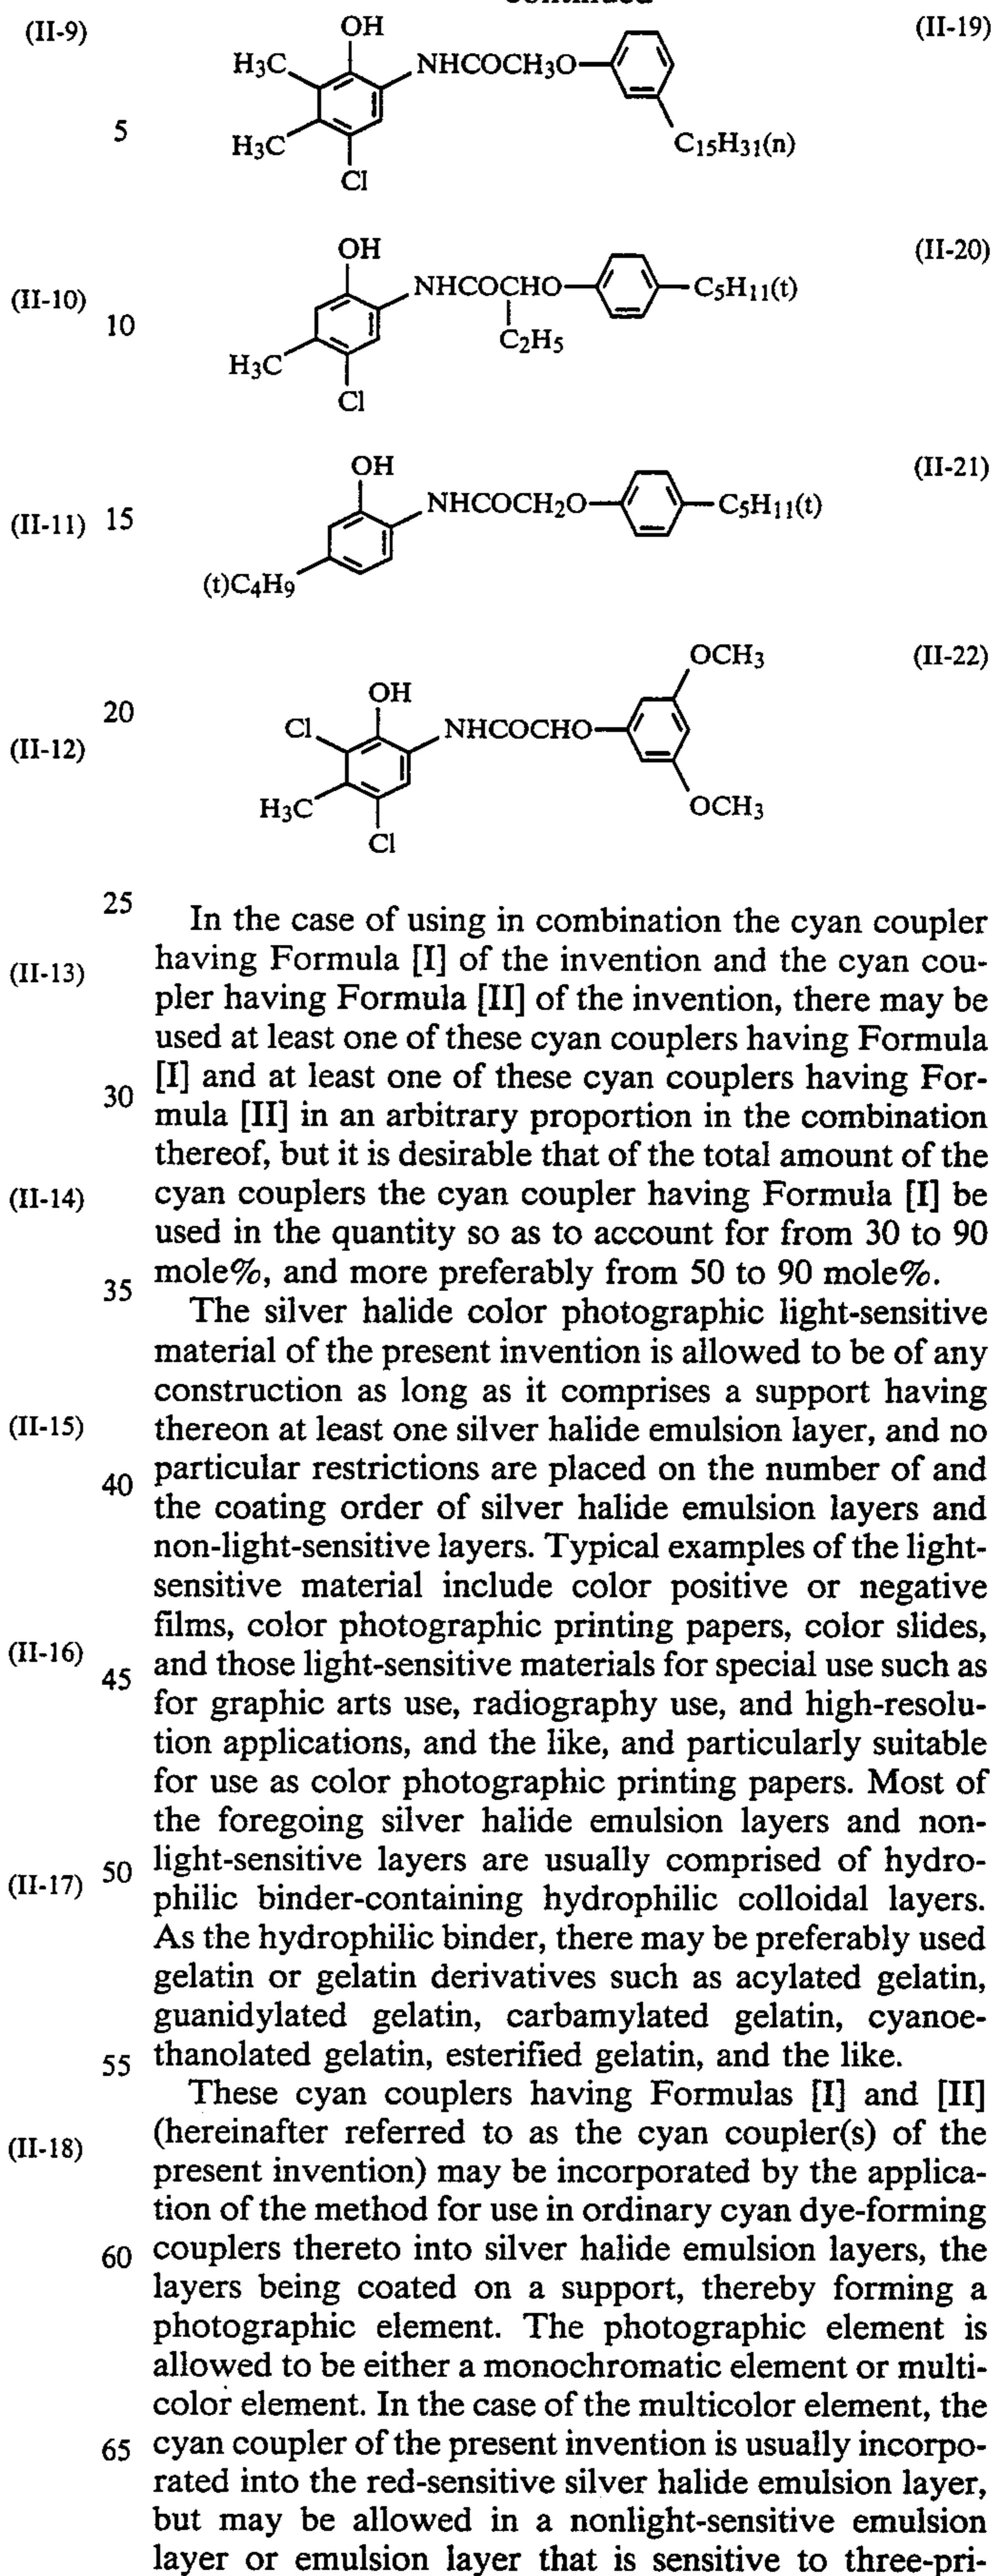 (II-9)
OH
(II-19)
H3C
NHCOCH3O
H3C
C15H31(n)
5
Cl
OH
(II-20)
NHCOCHO
C5H11(t)
(II-10)
10
C2H5
H3C
Cl
OH
(II-21)
NHCOCH2O
C5H11(t)
(II-11)
15
(t)C4H9
OCH3
(II-22)
OH
20
Cl
NHCOCHO
(II-12)
H3C
OCH3
Cl
25
In the case of using in combination the cyan coupler
(II-13)
having Formula [I] of the invention and the cyan cou-
pler having Formula [II] of the invention, there may be
used at least one of these cyan couplers having Formula
30
[I] and at least one of these cyan couplers having For-
mula [II] in an arbitrary proportion in the combination
thereof, but it is desirable that of the total amount of the
(II-14)
cyan couplers the cyan coupler having Formula [I] be
used in the quantity so as to account for from 30 to 90
35
mole%, and more preferably from 50 to 90 mole%.
The silver halide color photographic light-sensitive
material of the present invention is allowed to be of any
construction as long as it comprises a support having
(II-15)
thereon at least one silver halide emulsion layer, and no
40
particular restrictions are placed on the number of and
the coating order of silver halide emulsion layers and
non-light-sensitive layers. Typical examples of the light-
sensitive material include color positive or negative
films, color photographic printing papers, color slides,
(II-16)
45
and those light-sensitive materials for special use such as
for graphic arts use, radiography use, and high-resolu-
tion applications, and the like, and particularly suitable
for use as color photographic printing papers. Most of
the foregoing silver halide emulsion layers and non-
50
light-sensitive layers are usually comprised of hydro-
(II-17)
philic binder-containing hydrophilic colloidal layers.
As the hydrophilic binder, there may be preferably used
gelatin or gelatin derivatives such as acylated gelatin,
guanidylated gelatin, carbamylated gelatin, cyanoe-
55
thanolated gelatin, esterified gelatin, and the like.
These cyan couplers having Formulas [I] and [II]
(II-18)
(hereinafter referred to as the cyan coupler(s) of the
present invention) may be incorporated by the applica-
tion of the method for use in ordinary cyan dye-forming
60
couplers thereto into silver halide emulsion layers, the
layers being coated on a support, thereby forming a
photographic element. The photographic element is
allowed to be either a monochromatic element or multi-
color element. In the case of the multicolor element, the
65
cyan coupler of the present invention is usually incorpo-
rated into the red-sensitive silver halide emulsion layer,
but may be allowed in a nonlight-sensitive emulsion
layer or emulsion layer that is sensitive to three-pri-